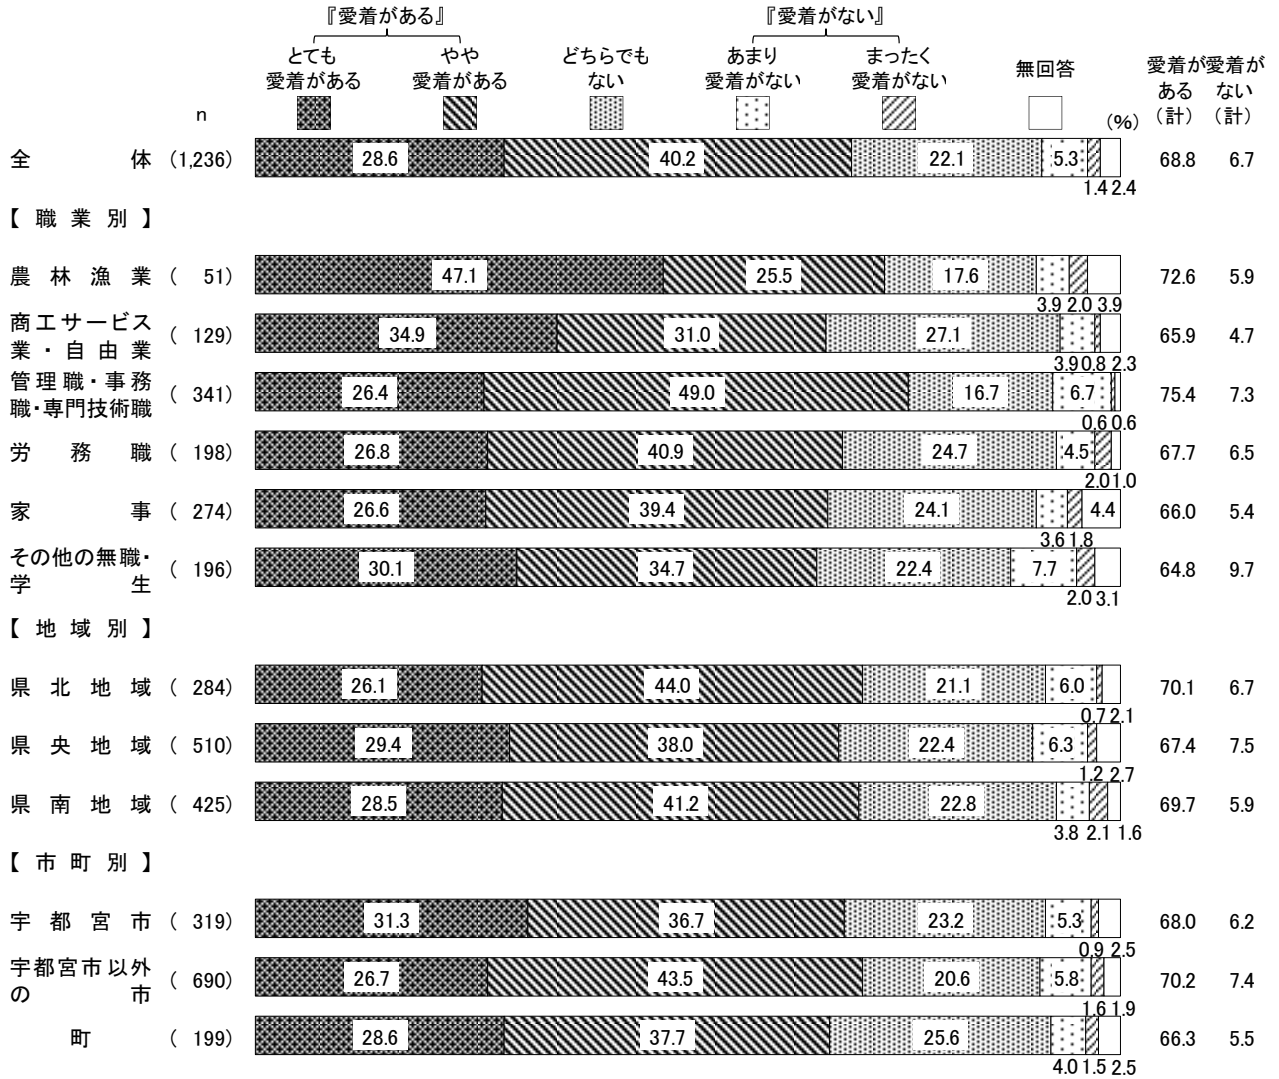 『愛着がある』 『愛着がない』
とても やや どちらでも あまり まったく 無回答 愛着が 愛着が
愛着がある 愛着がある ない 愛着がない 愛着がない ある ない
n (%) (計) (計)
全体 (1,236) 28.6 40.2 22.1 5.3 68.8 6.7
1.4 2.4
【職業別】
農林漁業 ( 51) 47.1 25.5 17.6 72.6 5.9
3.9 2.0 3.9
商工サービス
業・自由業 ( 129) 34.9 31.0 27.1 65.9 4.7
3.9 0.8 2.3
管理職・事務
職・専門技術職 ( 341) 26.4 49.0 16.7 6.7 75.4 7.3
0.6 0.6
労務職 ( 198) 26.8 40.9 24.7 4.5 67.7 6.5
2.0 1.0
家事 ( 274) 26.6 39.4 24.1 4.4 66.0 5.4
3.6 1.8
その他の無職・
学生 ( 196) 30.1 34.7 22.4 7.7 64.8 9.7
2.0 3.1
【地域別】
県北地域 ( 284) 26.1 44.0 21.1 6.0 70.1 6.7
0.7 2.1
県央地域 ( 510) 29.4 38.0 22.4 6.3 67.4 7.5
1.2 2.7
県南地域 ( 425) 28.5 41.2 22.8 69.7 5.9
3.8 2.1 1.6
【市町別】
宇都宮市 ( 319) 31.3 36.7 23.2 5.3 68.0 6.2
0.9 2.5
宇都宮市以外
の市 ( 690) 26.7 43.5 20.6 5.8 70.2 7.4
1.6 1.9
町 ( 199) 28.6 37.7 25.6 66.3 5.5
4.0 1.5 2.5